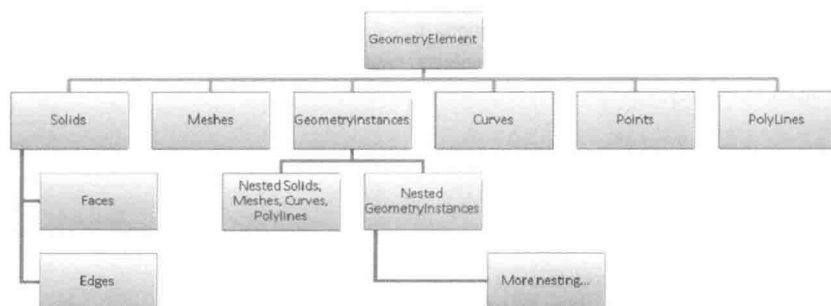 GeometryElement
Solids
Meshes
GeometryInstances
Curves
Points
PolyLines
Faces
Nested Solids,
Meshes, Curves,
Polylines
Nested
GeometryInstances
Edges
More nesting...